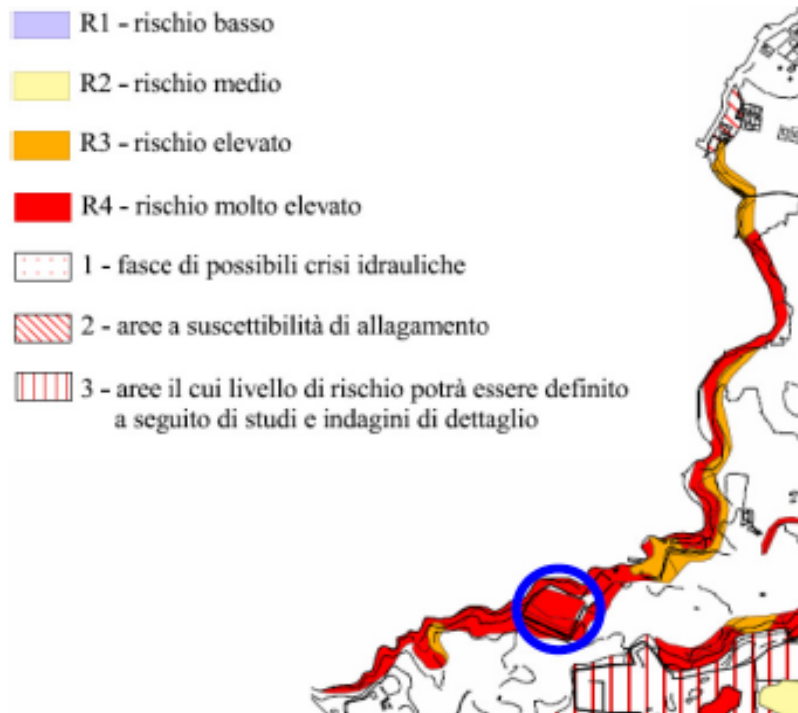 R1 - rischio basso
R2 - rischio medio
R3 - rischio elevato
R4 - rischio molto elevato
1 - fasce di possibili crisi idrauliche
2 - aree a suscettibilità di allagamento
3 - aree il cui livello di rischio potrà essere definito
a seguito di studi e indagini di dettaglio